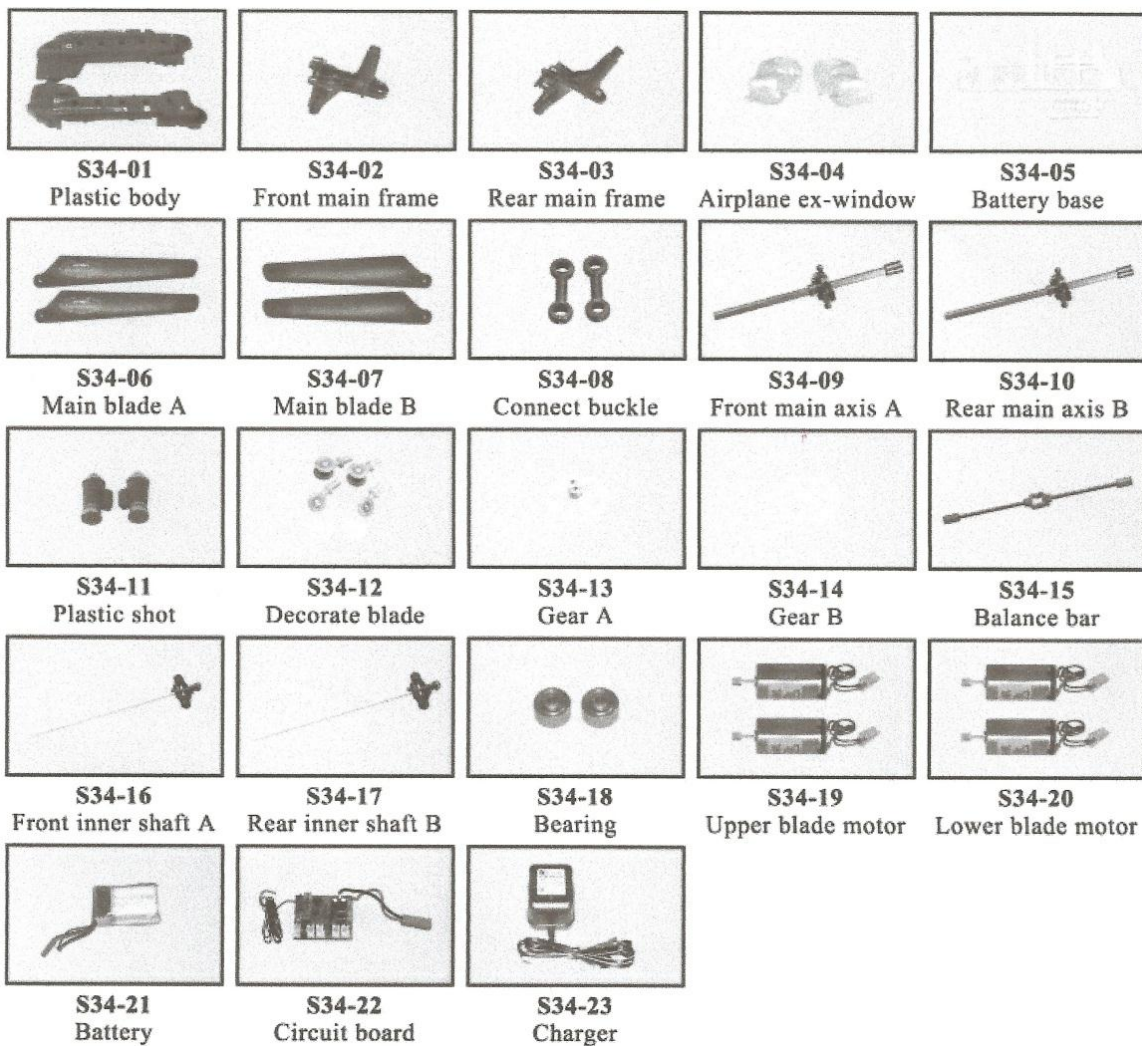 S34-01
Plastic body
S34-02
Front main frame
S34-03
Rear main frame
S34-04
Airplane ex-window
S34-05
Battery base
S34-06
Main blade A
S34-07
Main blade B
S34-08
Connect buckle
S34-09
Front main axis A
S34-10
Rear main axis B
S34-11
Plastic shot
S34-12
Decorate blade
S34-13
Gear A
S34-14
Gear B
S34-15
Balance bar
S34-16
Front inner shaft A
S34-17
Rear inner shaft B
S34-18
Bearing
S34-19
Upper blade motor
S34-20
Lower blade motor
S34-21
Battery
S34-22
Circuit board
S34-23
Charger